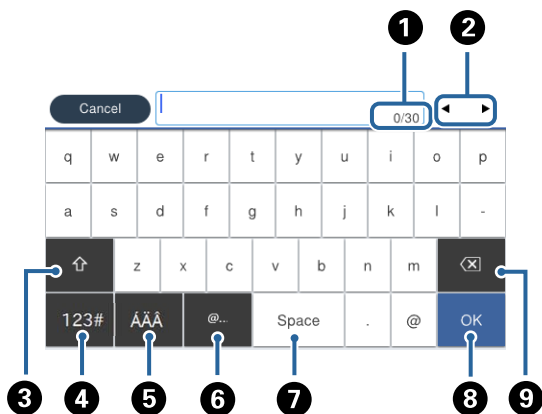 1 2
Cancel 0/30
q w e r t y u i o p
a s d f g h j k l -
z x c v b n m
123# ÁÄÂ @... Space . @ OK
3 4 5 6 7 8 9